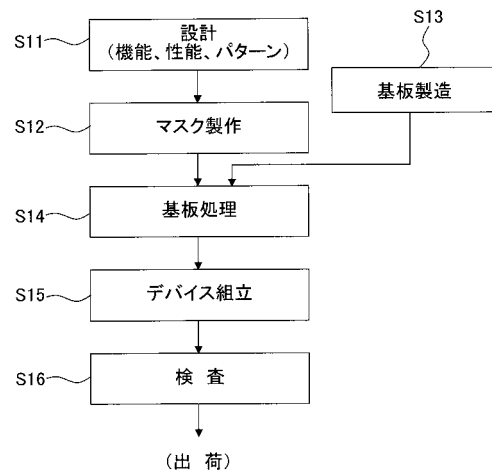 S11
設計
(機能、性能、パターン)
S13
基板製造
S12
マスク製作
S14
基板処理
S15
デバイス組立
S16
検 査
(出 荷)